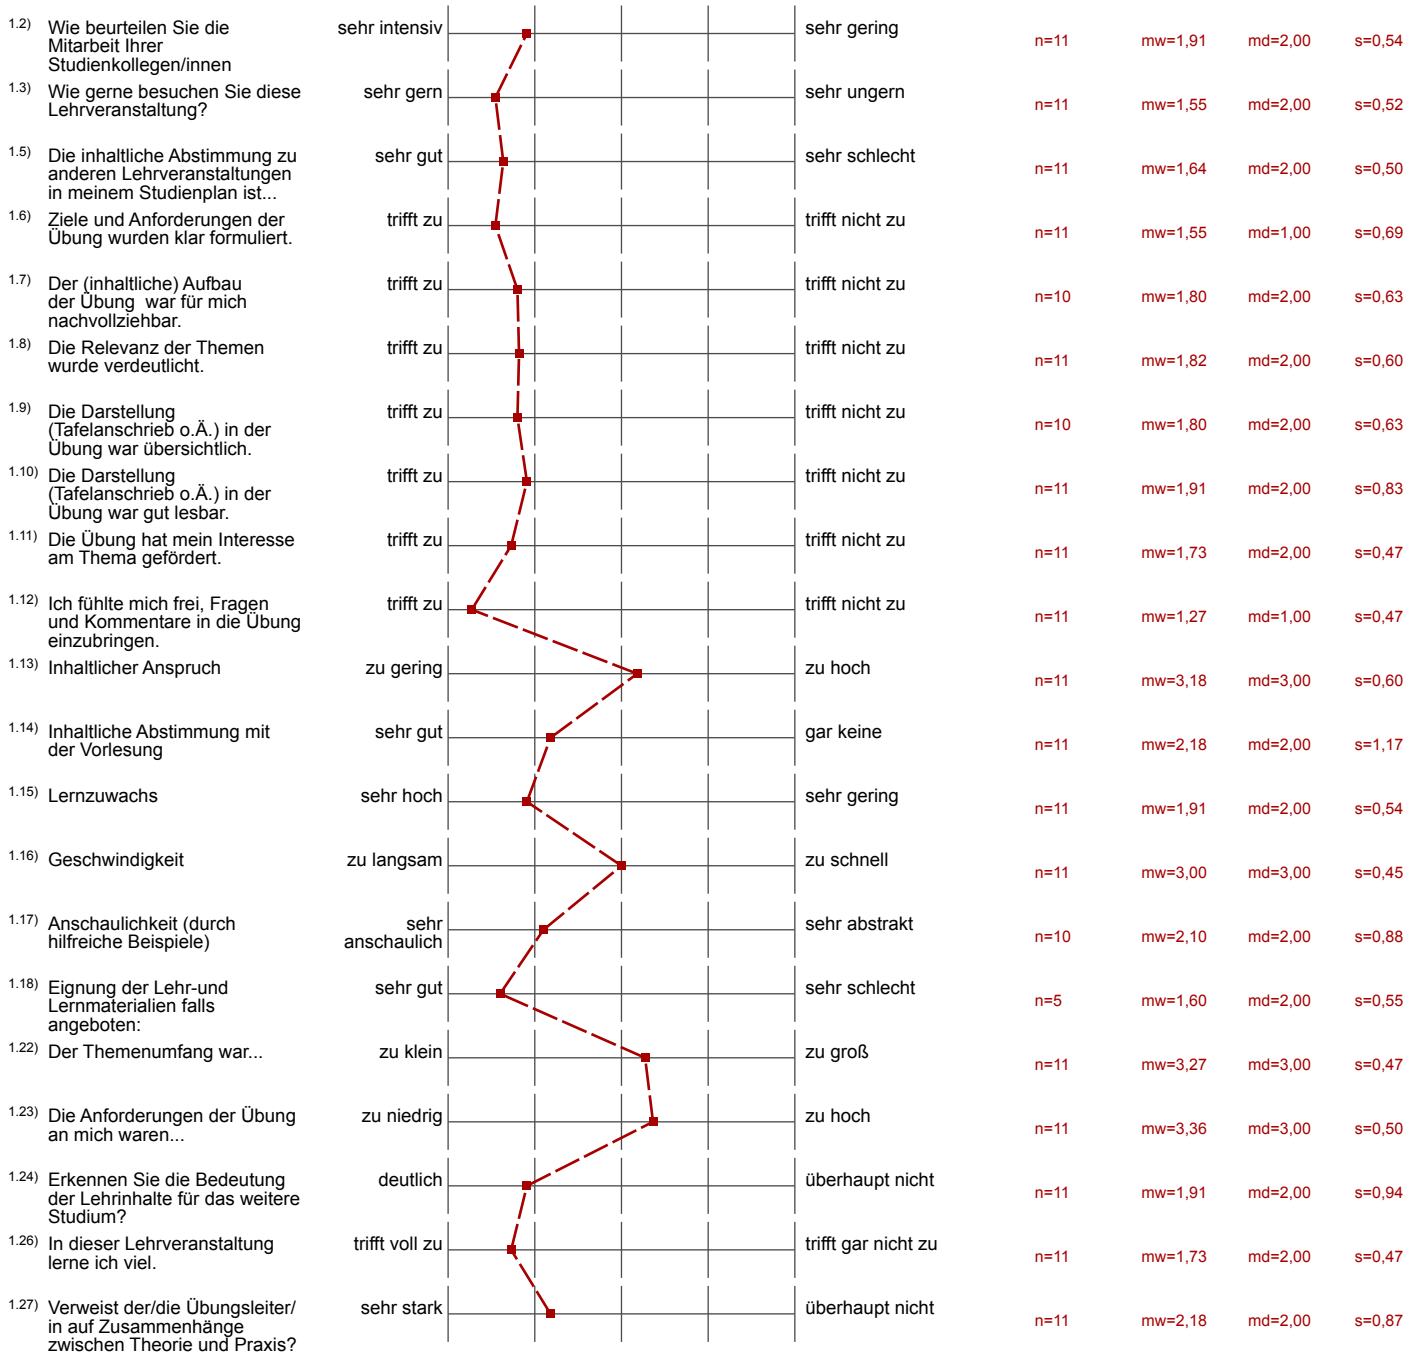 1.2) Wie beurteilen Sie die
Mitarbeit Ihrer
Studienkollegen/innen
sehr intensiv
sehr gering
n=11 mw=1,91 md=2,00 s=0,54
1.3) Wie gerne besuchen Sie diese
Lehrveranstaltung?
sehr gern
sehr ungern
n=11 mw=1,55 md=2,00 s=0,52
1.5) Die inhaltliche Abstimmung zu
anderen Lehrveranstaltungen
in meinem Studienplan ist...
sehr gut
sehr schlecht
n=11 mw=1,64 md=2,00 s=0,50
1.6) Ziele und Anforderungen der
Übung wurden klar formuliert.
trifft zu
trifft nicht zu
n=11 mw=1,55 md=1,00 s=0,69
1.7) Der (inhaltliche) Aufbau
der Übung war für mich
nachvollziehbar.
trifft zu
trifft nicht zu
n=10 mw=1,80 md=2,00 s=0,63
1.8) Die Relevanz der Themen
wurde verdeutlicht.
trifft zu
trifft nicht zu
n=11 mw=1,82 md=2,00 s=0,60
1.9) Die Darstellung
(Tafelanschrieb o.Ä.) in der
Übung war übersichtlich.
trifft zu
trifft nicht zu
n=10 mw=1,80 md=2,00 s=0,63
1.10) Die Darstellung
(Tafelanschrieb o.Ä.) in der
Übung war gut lesbar.
trifft zu
trifft nicht zu
n=11 mw=1,91 md=2,00 s=0,83
1.11) Die Übung hat mein Interesse
am Thema gefördert.
trifft zu
trifft nicht zu
n=11 mw=1,73 md=2,00 s=0,47
1.12) Ich fühlte mich frei, Fragen
und Kommentare in die Übung
einzubringen.
trifft zu
trifft nicht zu
n=11 mw=1,27 md=1,00 s=0,47
1.13) Inhaltlicher Anspruch
zu gering
zu hoch
n=11 mw=3,18 md=3,00 s=0,60
1.14) Inhaltliche Abstimmung mit
der Vorlesung
sehr gut
gar keine
n=11 mw=2,18 md=2,00 s=1,17
1.15) Lernzuwachs
sehr hoch
sehr gering
n=11 mw=1,91 md=2,00 s=0,54
1.16) Geschwindigkeit
zu langsam
zu schnell
n=11 mw=3,00 md=3,00 s=0,45
1.17) Anschaulichkeit (durch
hilfreiche Beispiele)
sehr
anschaulich
sehr abstrakt
n=10 mw=2,10 md=2,00 s=0,88
1.18) Eignung der Lehr-und
Lernmaterialien falls
angeboten:
sehr gut
sehr schlecht
n=5 mw=1,60 md=2,00 s=0,55
1.22) Der Themenumfang war...
zu klein
zu groß
n=11 mw=3,27 md=3,00 s=0,47
1.23) Die Anforderungen der Übung
an mich waren...
zu niedrig
zu hoch
n=11 mw=3,36 md=3,00 s=0,50
1.24) Erkennen Sie die Bedeutung
der Lehrinhalte für das weitere
Studium?
deutlich
überhaupt nicht
n=11 mw=1,91 md=2,00 s=0,94
1.26) In dieser Lehrveranstaltung
lerne ich viel.
trifft voll zu
trifft gar nicht zu
n=11 mw=1,73 md=2,00 s=0,47
1.27) Verweist der/die Übungsleiter/
in auf Zusammenhänge
zwischen Theorie und Praxis?
sehr stark
überhaupt nicht
n=11 mw=2,18 md=2,00 s=0,87